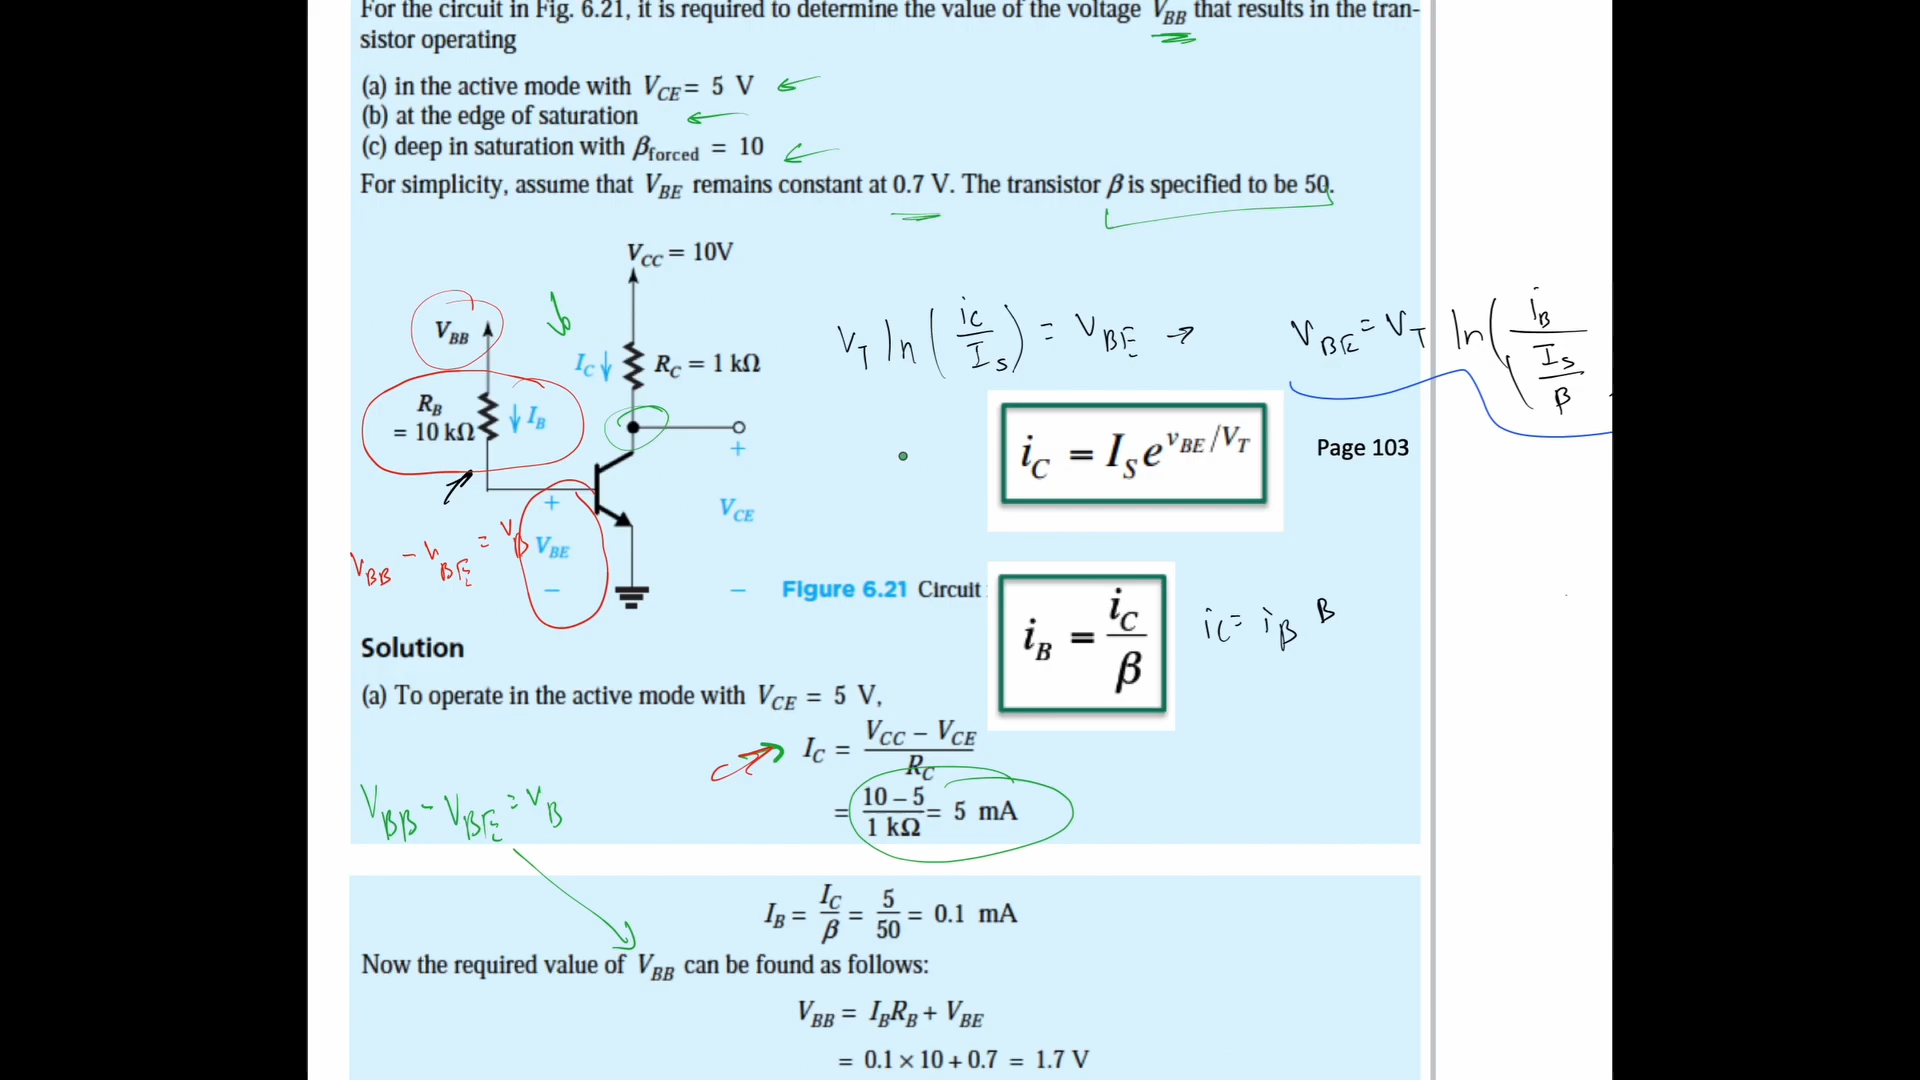 For the circuit in Fig. 6.21, it is required to determine the value of the voltage V_BB that results in the tran-
sistor operating
(a) in the active mode with V_CE = 5 V
(b) at the edge of saturation
(c) deep in saturation with β_forced = 10
For simplicity, assume that V_BE remains constant at 0.7 V. The transistor β is specified to be 50.
V_CC = 10V
V_BB
I_C
R_C = 1 kΩ
R_B
= 10 kΩ
I_B
+
V_BE
−
+
V_CE
−
V_BB − V_BE = V_B
V_T ln(i_C / I_S) = V_BE →
V_BE = V_T ln(i_B / (I_S / β)
i_C = I_S e^{v_BE/V_T}
Page 103
Figure 6.21 Circuit
i_B = i_C / β
i_C = i_B β
Solution
(a) To operate in the active mode with V_CE = 5 V,
I_C = (V_CC − V_CE) / R_C
= (10 − 5) / 1 kΩ = 5 mA
V_BB − V_BE = V_B
I_B = I_C / β = 5 / 50 = 0.1 mA
Now the required value of V_BB can be found as follows:
V_BB = I_B R_B + V_BE
= 0.1 × 10 + 0.7 = 1.7 V